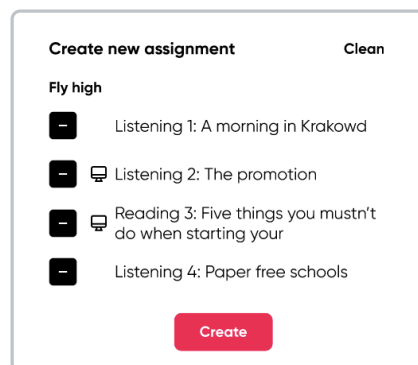 Create new assignment Clean
Fly high
Listening 1: A morning in Krakowd
Listening 2: The promotion
Reading 3: Five things you mustn't
do when starting your
Listening 4: Paper free schools
Create